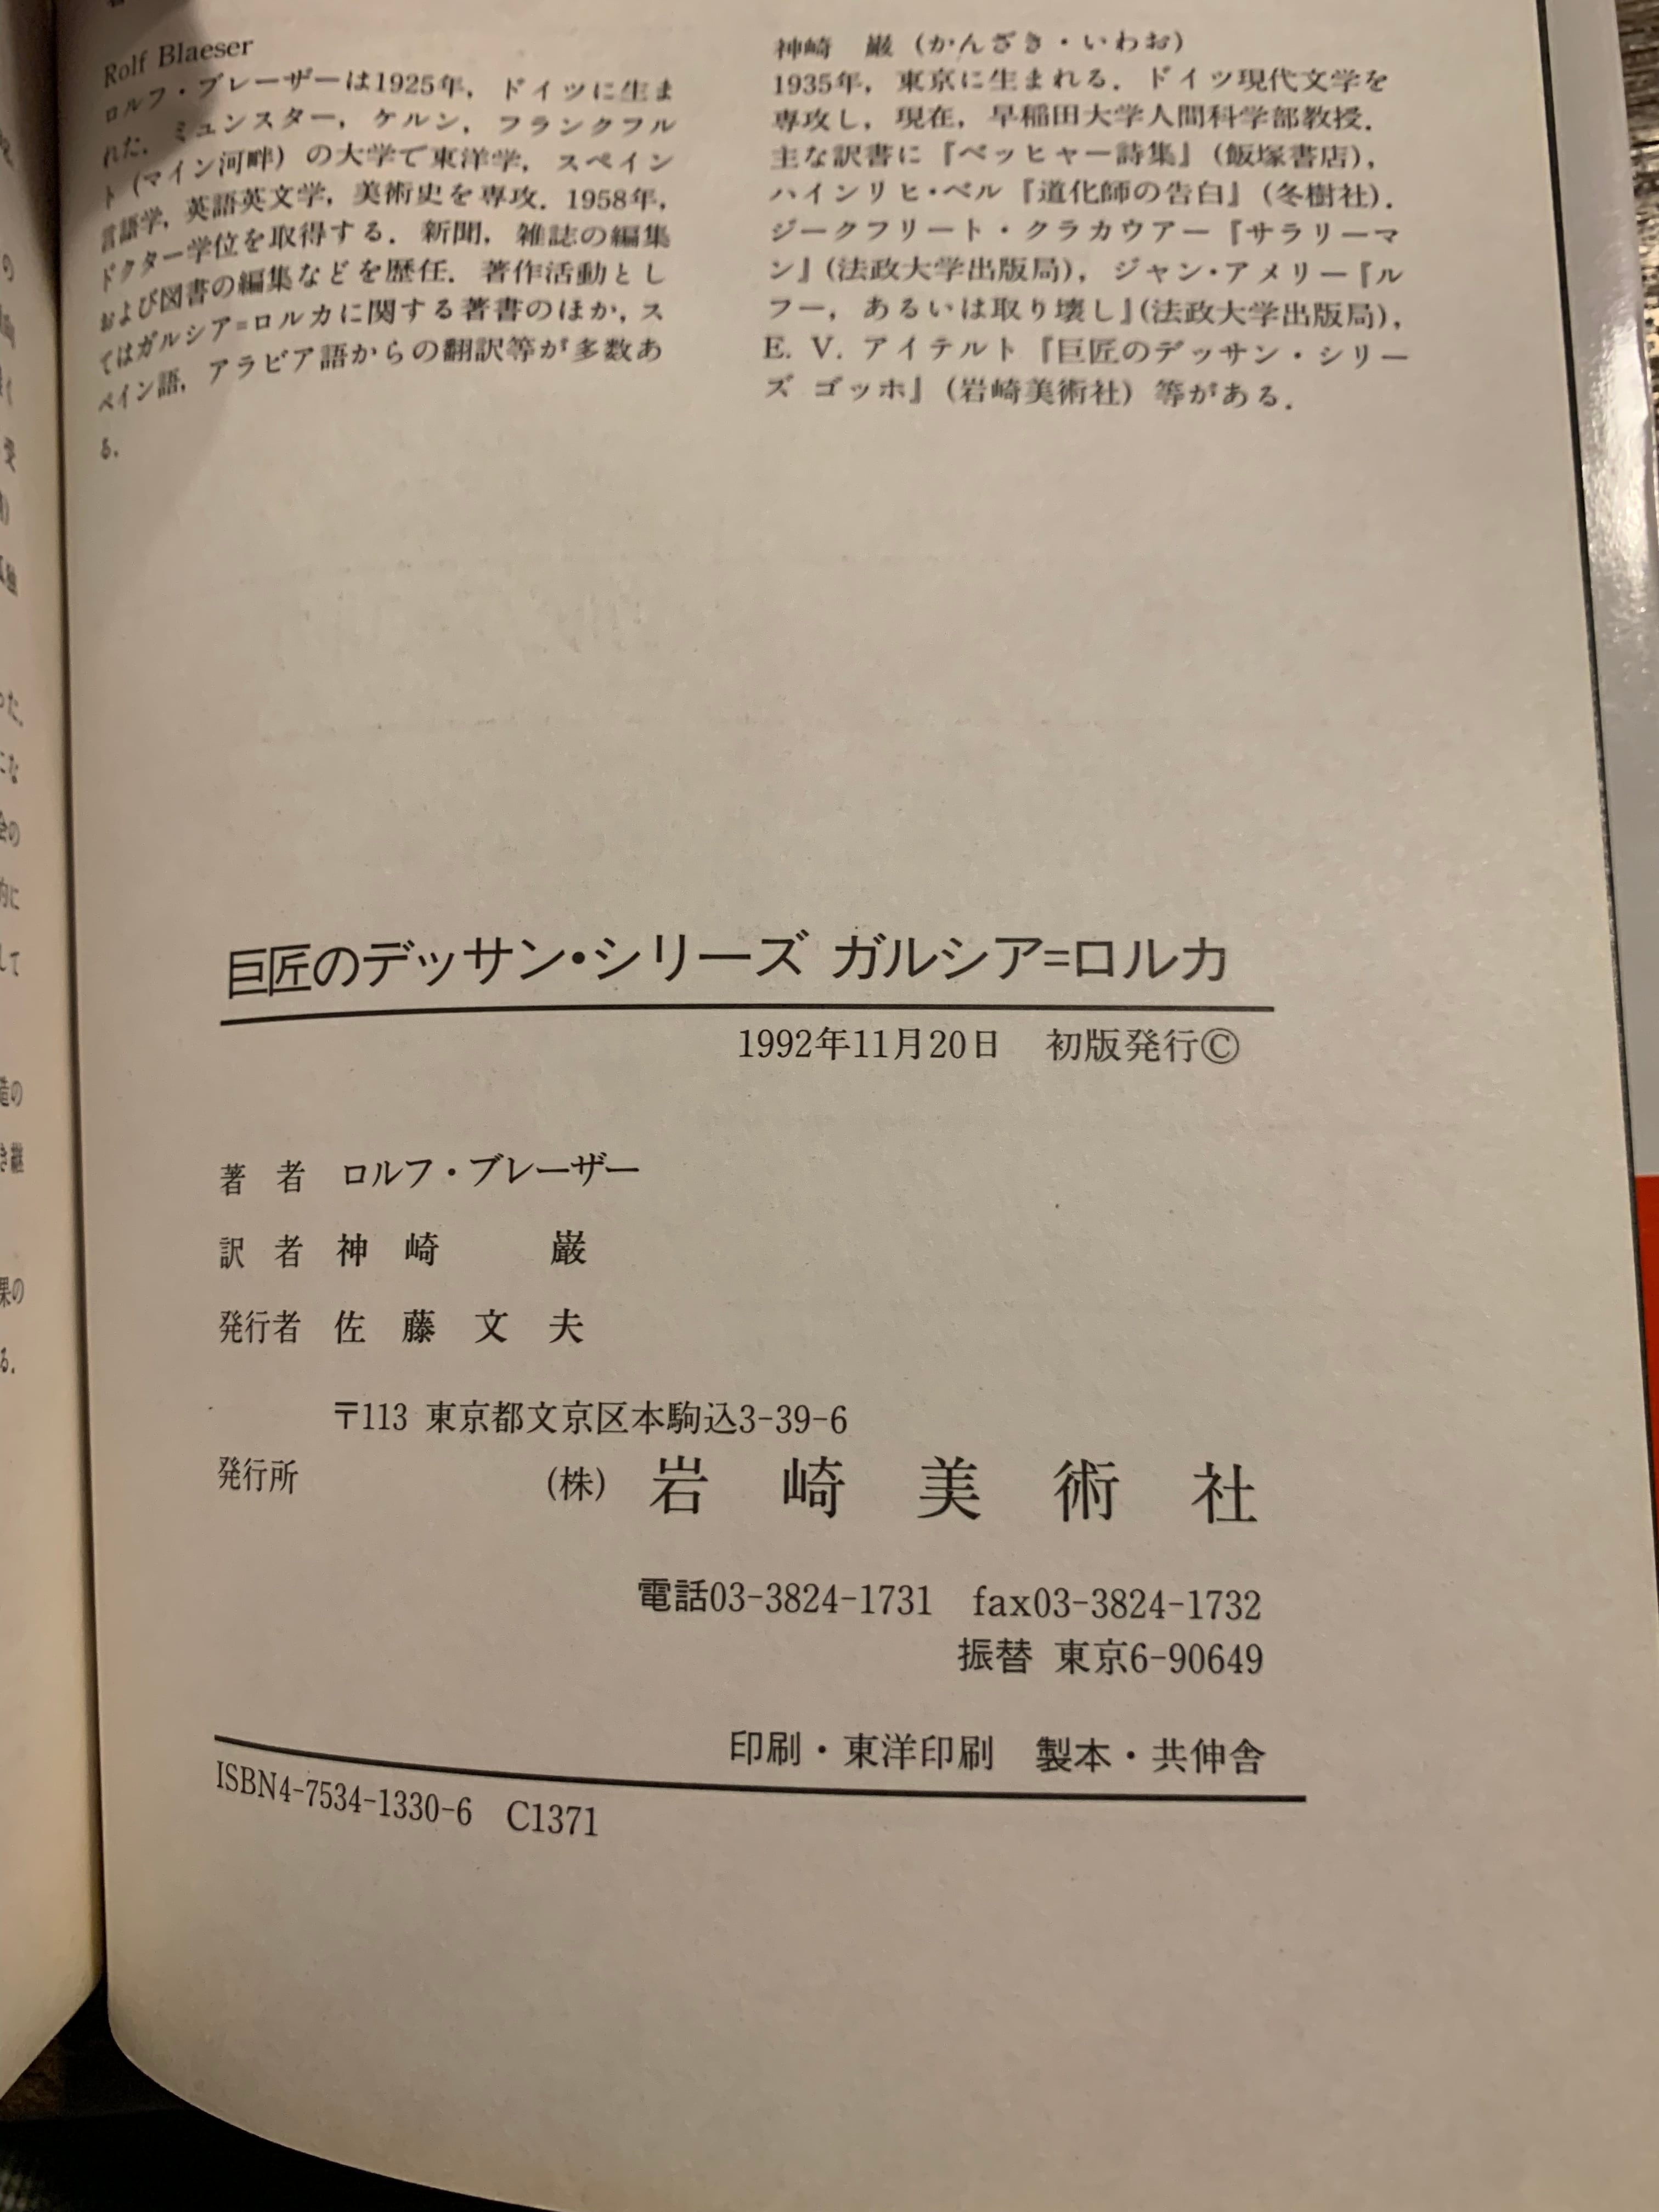 Rolf Blaeser
ロルフ・ブレーザーは1925年，ドイツに生ま
れた．ミュンスター，ケルン，フランクフル
ト（マイン河畔）の大学で東洋学，スペイン
言語学，英語英文学，美術史を専攻．1958年，
ドクター学位を取得する．新聞，雑誌の編集
および図書の編集などを歴任．著作活動とし
てはガルシア=ロルカに関する著書のほか，ス
ペイン語，アラビア語からの翻訳等が多数あ
る．
神崎　巌（かんざき・いわお）
1935年，東京に生まれる．ドイツ現代文学を
専攻し，現在，早稲田大学人間科学部教授．
主な訳書に『ベッヒャー詩集』（飯塚書店），
ハインリヒ・ベル『道化師の告白』（冬樹社）．
ジークフリート・クラカウアー『サラリーマ
ン』（法政大学出版局），ジャン・アメリー『ル
フー，あるいは取り壊し』（法政大学出版局），
E. V. アイテルト『巨匠のデッサン・シリー
ズ ゴッホ』（岩崎美術社）等がある．
巨匠のデッサン・シリーズ ガルシア=ロルカ
1992年11月20日　初版発行©
著　者　ロルフ・ブレーザー
訳　者　神　崎　　　巌
発行者　佐　藤　文　夫
〒113 東京都文京区本駒込3-39-6
発行所　（株）岩　崎　美　術　社
電話03-3824-1731　fax03-3824-1732
振替 東京6-90649
印刷・東洋印刷　製本・共伸舎
ISBN4-7534-1330-6　C1371